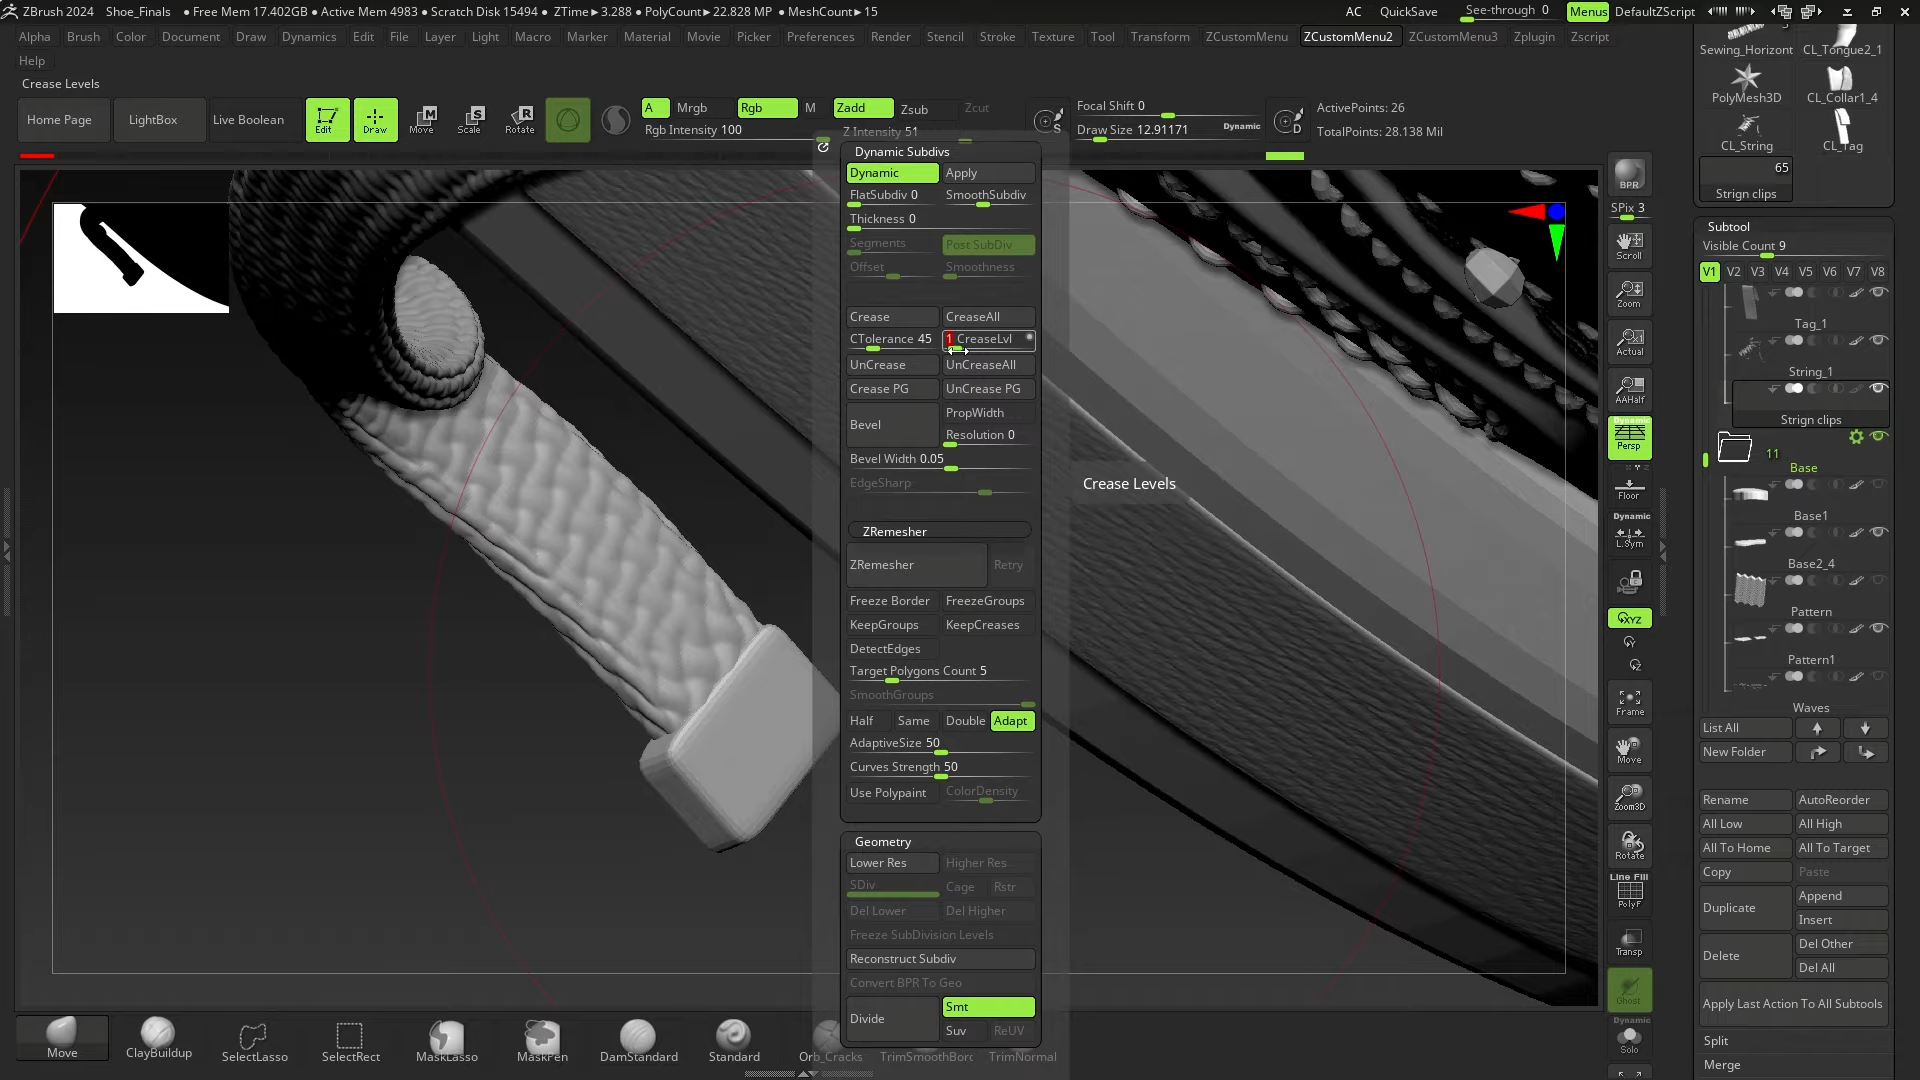 ZBrush 2024 Shoe_Finals • Free Mem 17.402GB • Active Mem 4983 • Scratch Disk 15494 • ZTime►3.288 • PolyCount►22.828 MP • MeshCount►15 AC QuickSave See-through 0 Menus DefaultZScript
Alpha Brush Color Document Draw Dynamics Edit File Layer Light Macro Marker Material Movie Picker Preferences Render Stencil Stroke Texture Tool Transform ZCustomMenu ZCustomMenu2 ZCustomMenu3 Zplugin Zscript
Help
Crease Levels
Home Page LightBox Live Boolean Edit Draw Move Scale Rotate
A Mrgb Rgb M Zadd Zsub Zcut
Rgb Intensity 100 Z Intensity 51
Focal Shift 0
Draw Size 12.91171 Dynamic
S D
ActivePoints: 26
TotalPoints: 28.138 Mil
Dynamic Subdivs
Dynamic Apply
FlatSubdiv 0 SmoothSubdiv
Thickness 0
Segments Post SubDiv
Offset Smoothness
Crease CreaseAll
CTolerance 45 1 CreaseLvl
UnCrease UnCreaseAll
Crease PG UnCrease PG
Bevel PropWidth
Resolution 0
Bevel Width 0.05
EdgeSharp
Crease Levels
ZRemesher
ZRemesher Retry
Freeze Border FreezeGroups
KeepGroups KeepCreases
DetectEdges
Target Polygons Count 5
SmoothGroups
Half Same Double Adapt
AdaptiveSize 50
Curves Strength 50
Use Polypaint ColorDensity
Geometry
Lower Res Higher Res
SDiv Cage Rstr
Del Lower Del Higher
Freeze SubDivision Levels
Reconstruct Subdiv
Convert BPR To Geo
Divide Smt
Suv ReUV
BPR
SPix 3
Scroll
Zoom
Actual
AAHalf
Dynamic
Persp
Floor
Dynamic
L.Sym
XYZ
Y
Z
Frame
Move
Zoom3D
Rotate
Line Fill
PolyF
Transp
Ghost
Dynamic
Solo
Sewing_Horizont CL_Tongue2_1
PolyMesh3D CL_Collar1_4
CL_String CL_Tag
65
Strign clips
Subtool
Visible Count 9
V1 V2 V3 V4 V5 V6 V7 V8
Tag_1
String_1
Strign clips
11
Base
Base1
Base2_4
Pattern
Pattern1
Waves
List All
New Folder
Rename AutoReorder
All Low All High
All To Home All To Target
Copy Paste
Duplicate Append
Insert
Delete Del Other
Del All
Apply Last Action To All Subtools
Split
Merge
Move ClayBuildup SelectLasso SelectRect MaskLasso MaskPen DamStandard Standard Orb_Cracks TrimSmoothBorc TrimNormal